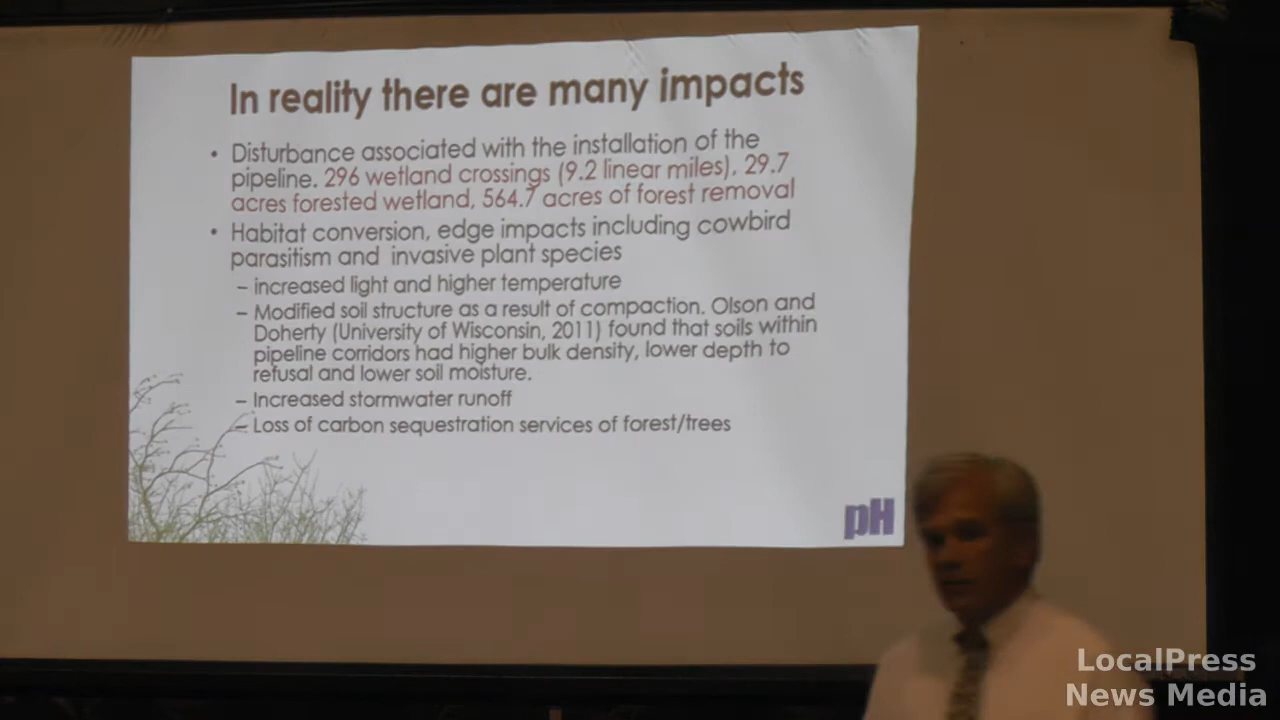 In reality there are many impacts
• Disturbance associated with the installation of the
pipeline. 296 wetland crossings (9.2 linear miles), 29.7
acres forested wetland, 564.7 acres of forest removal
• Habitat conversion, edge impacts including cowbird
parasitism and invasive plant species
– increased light and higher temperature
– Modified soil structure as a result of compaction. Olson and
Doherty (University of Wisconsin, 2011) found that soils within
pipeline corridors had higher bulk density, lower depth to
refusal and lower soil moisture.
– Increased stormwater runoff
– Loss of carbon sequestration services of forest/trees
pH
LocalPress
News Media